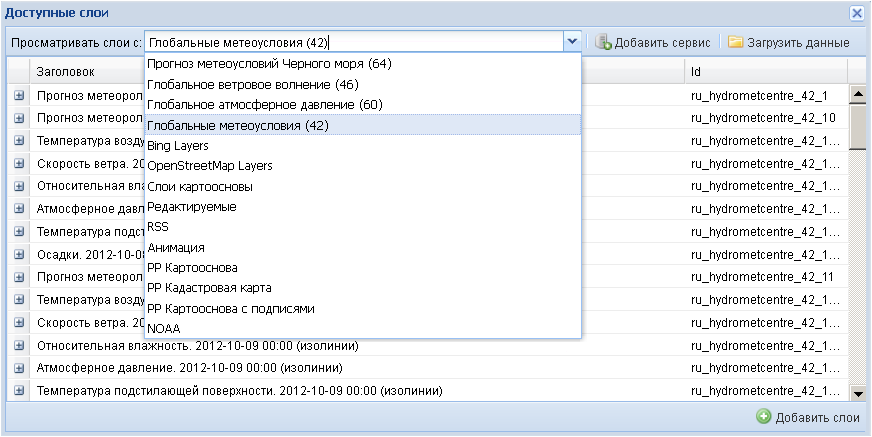 Доступные слои
Просматривать слои с: Глобальные метеоусловия (42) Добавить сервис Загрузить данные
Заголовок Id
Прогноз метеоусловий Черного моря (64)
Глобальное ветровое волнение (46)
Глобальное атмосферное давление (60)
Глобальные метеоусловия (42)
Bing Layers
OpenStreetMap Layers
Слои картоосновы
Редактируемые
RSS
Анимация
РР Картооснова
РР Кадастровая карта
РР Картооснова с подписями
NOAA
Прогноз метеорол ru_hydrometcentre_42_1
Прогноз метеорол ru_hydrometcentre_42_10
Температура возду ru_hydrometcentre_42_1...
Скорость ветра. 20 ru_hydrometcentre_42_1...
Относительная вла ru_hydrometcentre_42_1...
Атмосферное давл ru_hydrometcentre_42_1...
Температура подст ru_hydrometcentre_42_1...
Осадки. 2012-10-08 ru_hydrometcentre_42_1...
Прогноз метеорол ru_hydrometcentre_42_11
Температура возду ru_hydrometcentre_42_1...
Скорость ветра. 20 ru_hydrometcentre_42_1...
Относительная влажность. 2012-10-09 00:00 (изолинии) ru_hydrometcentre_42_1...
Атмосферное давление. 2012-10-09 00:00 (изолинии) ru_hydrometcentre_42_1...
Температура подстилающей поверхности. 2012-10-09 00:00 (изолинии) ru_hydrometcentre_42_1...
Добавить слои